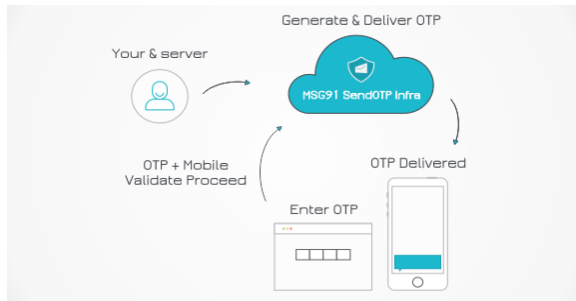 Generate & Deliver OTP
Your & server
MSG91 SendOTP Infra
OTP + Mobile
Validate Proceed
OTP Delivered
Enter OTP